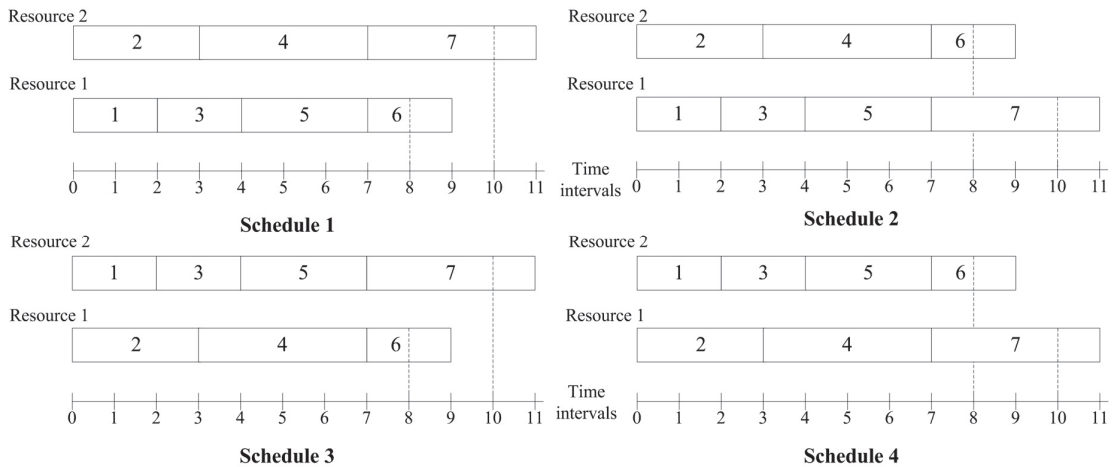 Resource 2
2 4 7
Resource 1
1 3 5 6
0 1 2 3 4 5 6 7 8 9 10 11
Schedule 1
Resource 2
2 4 6
Resource 1
1 3 5 7
Time
intervals
0 1 2 3 4 5 6 7 8 9 10 11
Schedule 2
Resource 2
1 3 5 7
Resource 1
2 4 6
0 1 2 3 4 5 6 7 8 9 10 11
Schedule 3
Resource 2
1 3 5 6
Resource 1
2 4 7
Time
intervals
0 1 2 3 4 5 6 7 8 9 10 11
Schedule 4